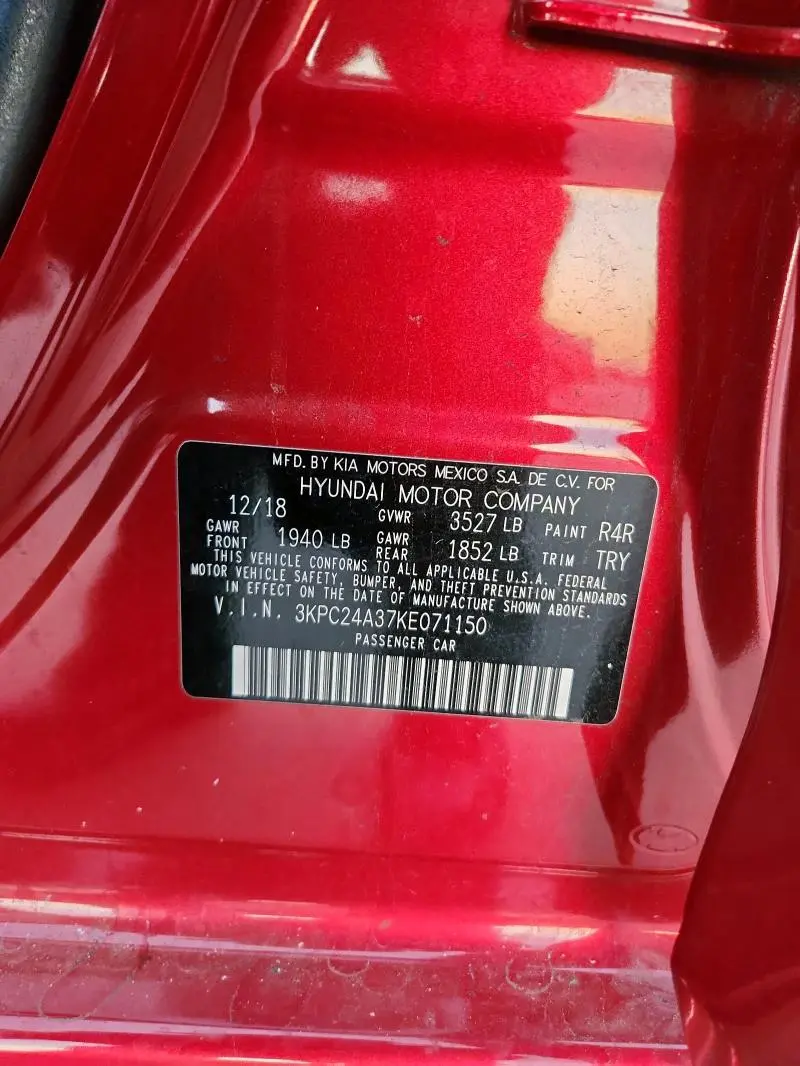 MFD. BY KIA MOTORS MEXICO S.A. DE C.V. FOR
HYUNDAI MOTOR COMPANY
12/18 GVWR 3527 LB PAINT R4R
GAWR FRONT 1940 LB GAWR REAR 1852 LB TRIM TRY
THIS VEHICLE CONFORMS TO ALL APPLICABLE U.S.A. FEDERAL
MOTOR VEHICLE SAFETY, BUMPER, AND THEFT PREVENTION STANDARDS
IN EFFECT ON THE DATE OF MANUFACTURE SHOWN ABOVE.
V.I.N. 3KPC24A37KE071150
PASSENGER CAR